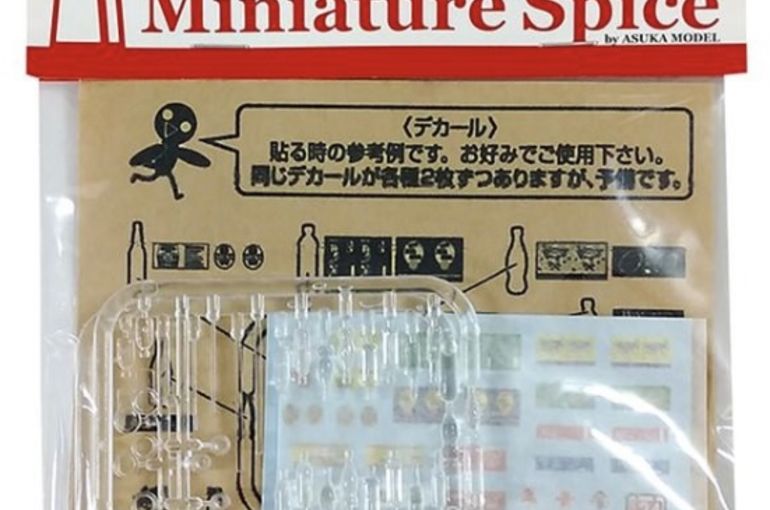 Miniature Spice
by ASUKA MODEL
〈デカール〉
貼る時の参考例です。お好みでご使用下さい。
同じデカールが各種2枚ずつありますが、予備です。